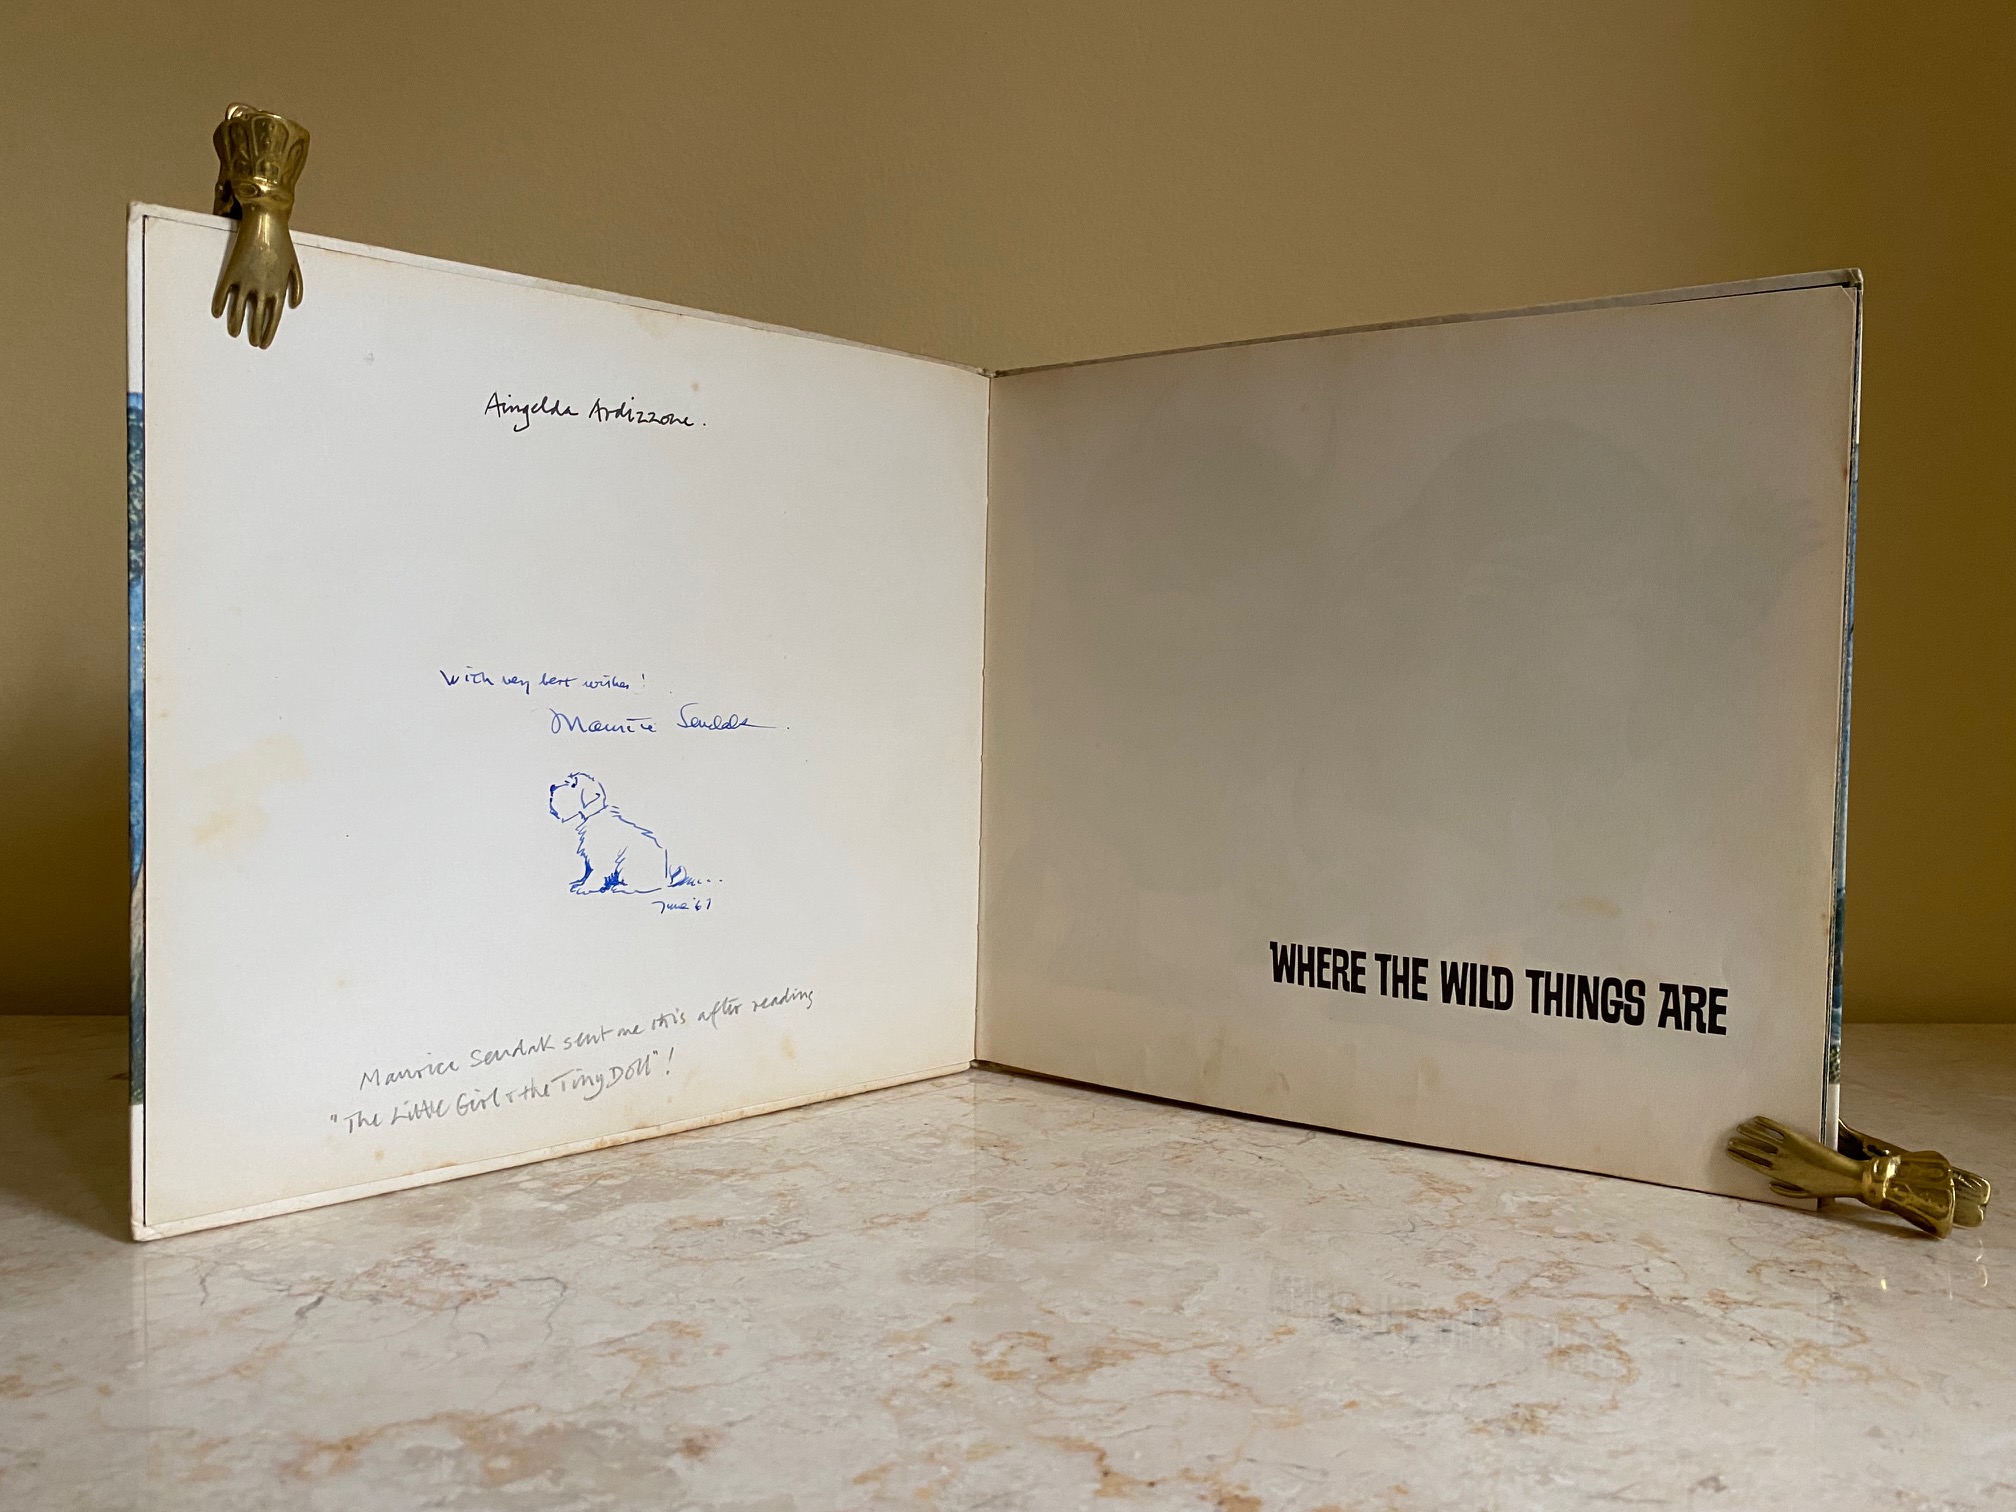 Aingelda Ardizzone.
With very best wishes!
Maurice Sendak.
June '67
Maurice Sendak sent me this after reading
"The Little Girl & the Tiny Doll"!
WHERE THE WILD THINGS ARE